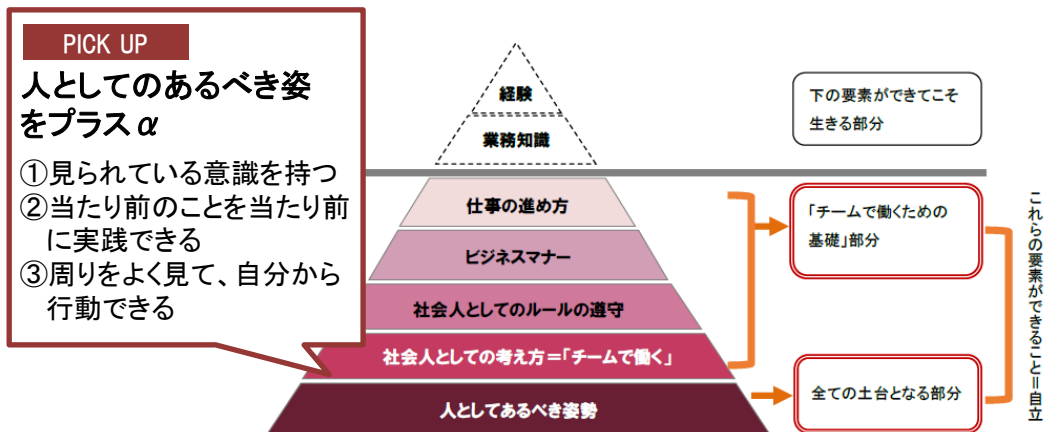 PICK UP
人としてのあるべき姿
をプラスα
①見られている意識を持つ
②当たり前のことを当たり前
に実践できる
③周りをよく見て、自分から
行動できる
経験
業務知識
仕事の進め方
ビジネスマナー
社会人としてのルールの遵守
社会人としての考え方＝「チームで働く」
人としてあるべき姿勢
下の要素ができてこそ
生きる部分
「チームで働くための
基礎」部分
全ての土台となる部分
これらの要素ができること＝自立